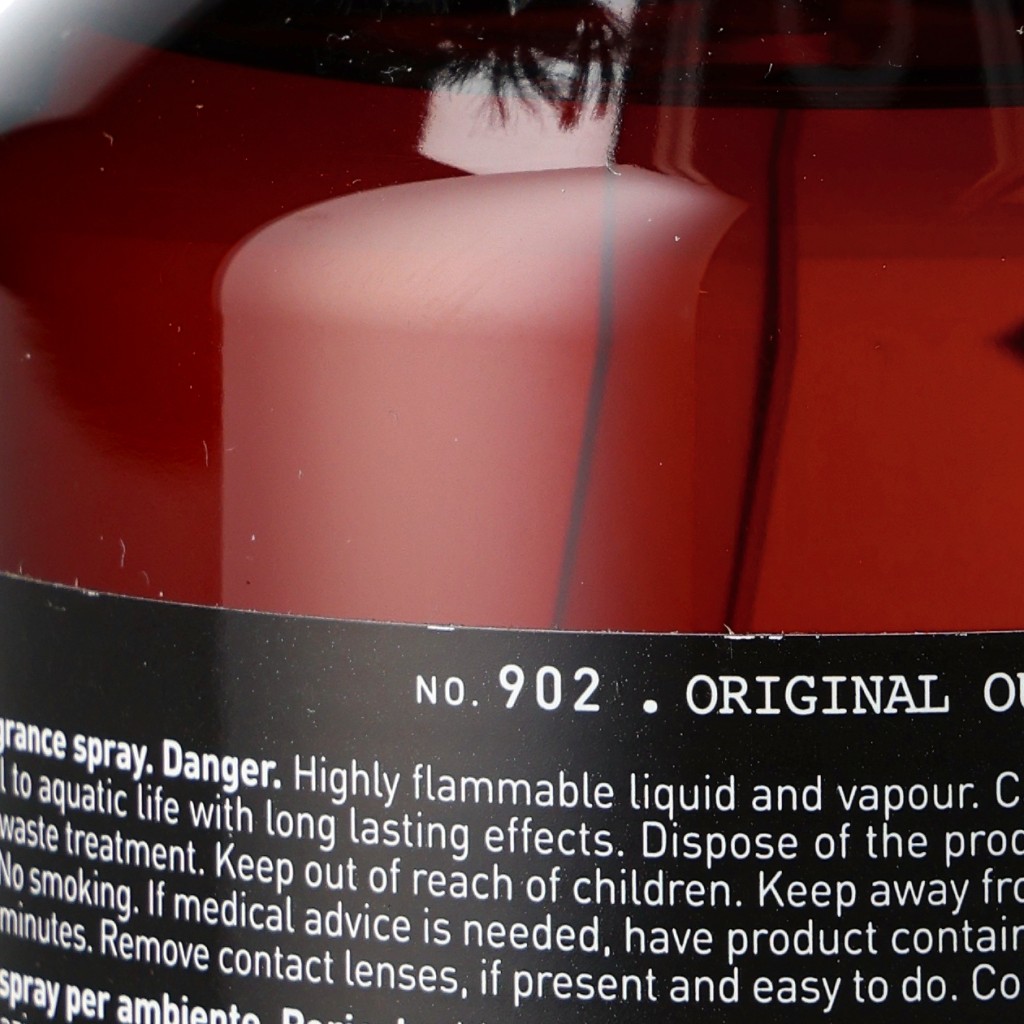 NO. 902 . ORIGINAL
spray. Danger. Highly flammable liquid and vapour.
to aquatic life with long lasting effects. Dispose of the
waste treatment. Keep out of reach of children. Keep away
No smoking. If medical advice is needed, have product
minutes. Remove contact lenses, if present and easy to do.
spray per ambiente.